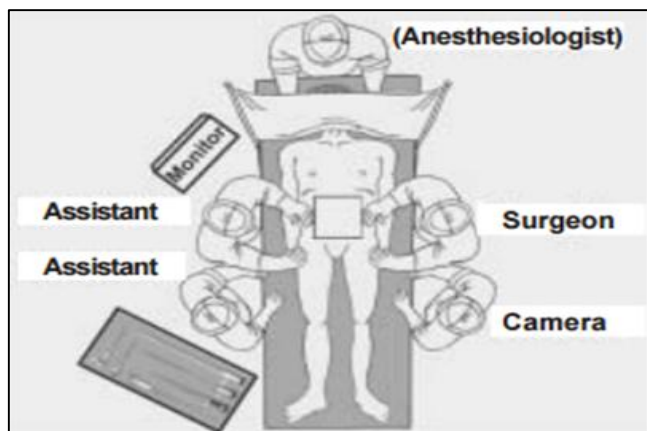 (Anesthesiologist)
Monitor
Assistant
Surgeon
Assistant
Camera